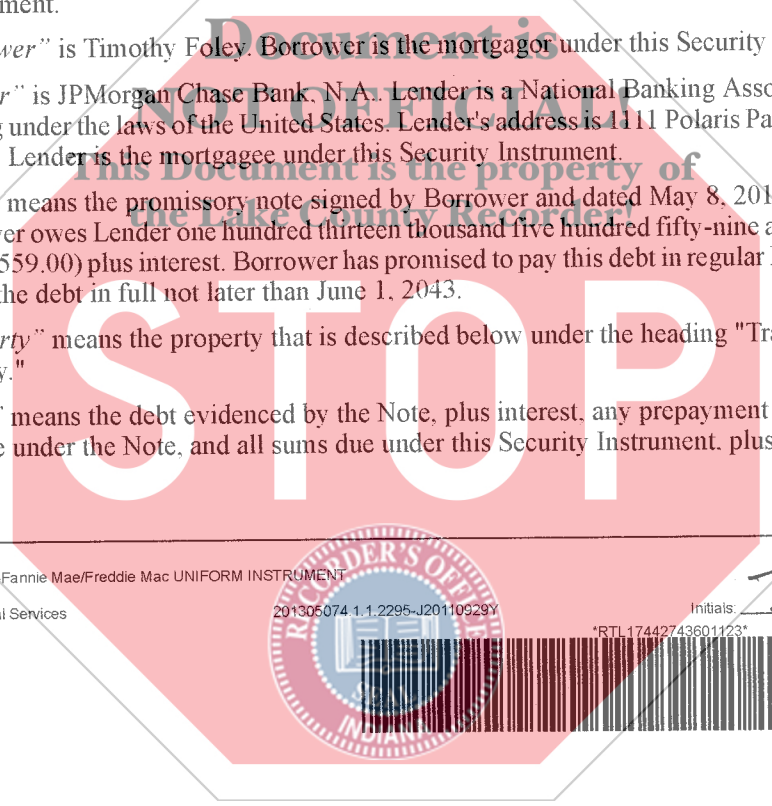 ment.
Document is
wer” is Timothy Foley. Borrower is the mortgagor under this Security
r” is JPMorgan Chase Bank, N.A.. Lender is a National Banking Asso
NOT OFFICIAL!
g under the laws of the United States. Lender's address is 1111 Polaris Pa
Lender is the mortgagee under this Security Instrument.
This Document is the property of
means the promissory note signed by Borrower and dated May 8, 201
the Lake County Recorder!
wer owes Lender one hundred thirteen thousand five hundred fifty-nine a
559.00) plus interest. Borrower has promised to pay this debt in regular
the debt in full not later than June 1, 2043.
rty” means the property that is described below under the heading "Tra
y."
means the debt evidenced by the Note, plus interest, any prepayment
e under the Note, and all sums due under this Security Instrument, plus
STOP
Fannie Mae/Freddie Mac UNIFORM INSTRUMENT
al Services 201305074.1.1.2295-J20110929Y Initials:
*RTL17442743601123*
RECORDER'S OFFICE
SEAL
INDIANA